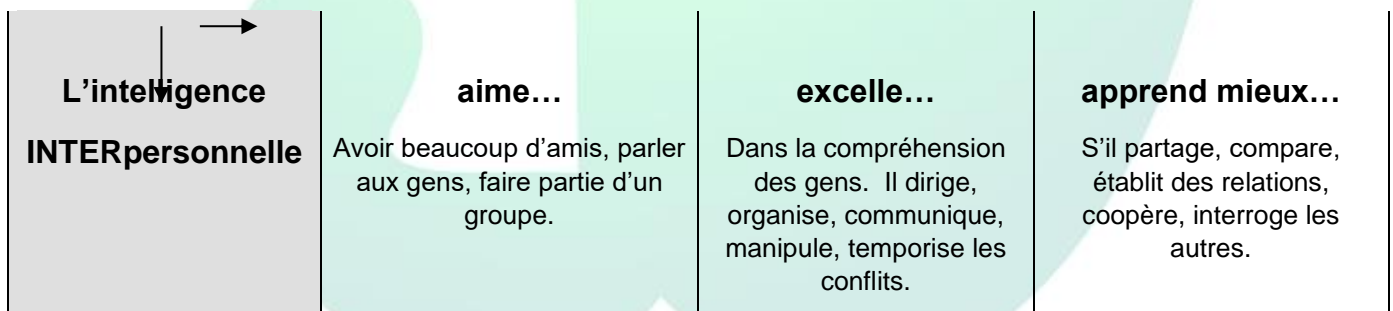 L'intelligence
INTERpersonnelle
aime…
Avoir beaucoup d'amis, parler
aux gens, faire partie d'un
groupe.
excelle…
Dans la compréhension
des gens.  Il dirige,
organise, communique,
manipule, temporise les
conflits.
apprend mieux…
S'il partage, compare,
établit des relations,
coopère, interroge les
autres.